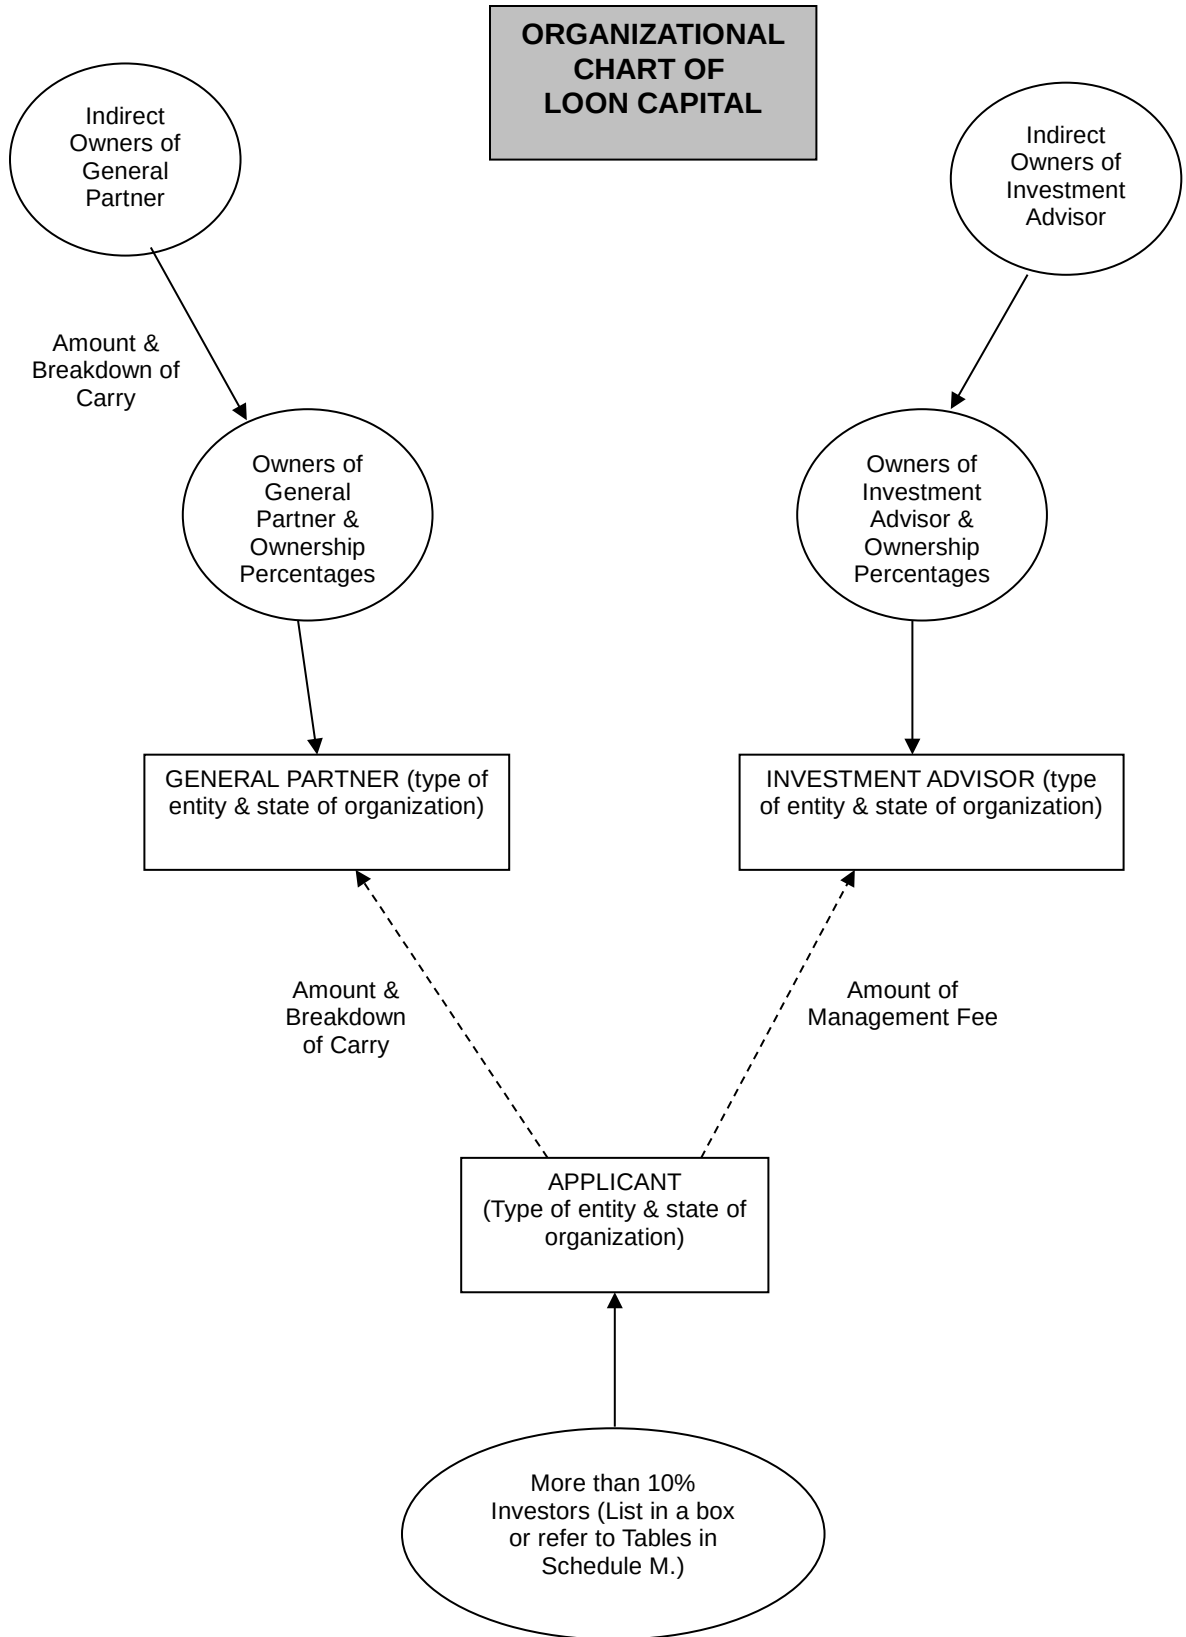 ORGANIZATIONAL
CHART OF
LOON CAPITAL
Indirect
Owners of
General
Partner
Indirect
Owners of
Investment
Advisor
Amount &
Breakdown of
Carry
Owners of
General
Partner &
Ownership
Percentages
Owners of
Investment
Advisor &
Ownership
Percentages
GENERAL PARTNER (type of
entity & state of organization)
INVESTMENT ADVISOR (type
of entity & state of organization)
Amount &
Breakdown
of Carry
Amount of
Management Fee
APPLICANT
(Type of entity & state of
organization)
More than 10%
Investors (List in a box
or refer to Tables in
Schedule M.)